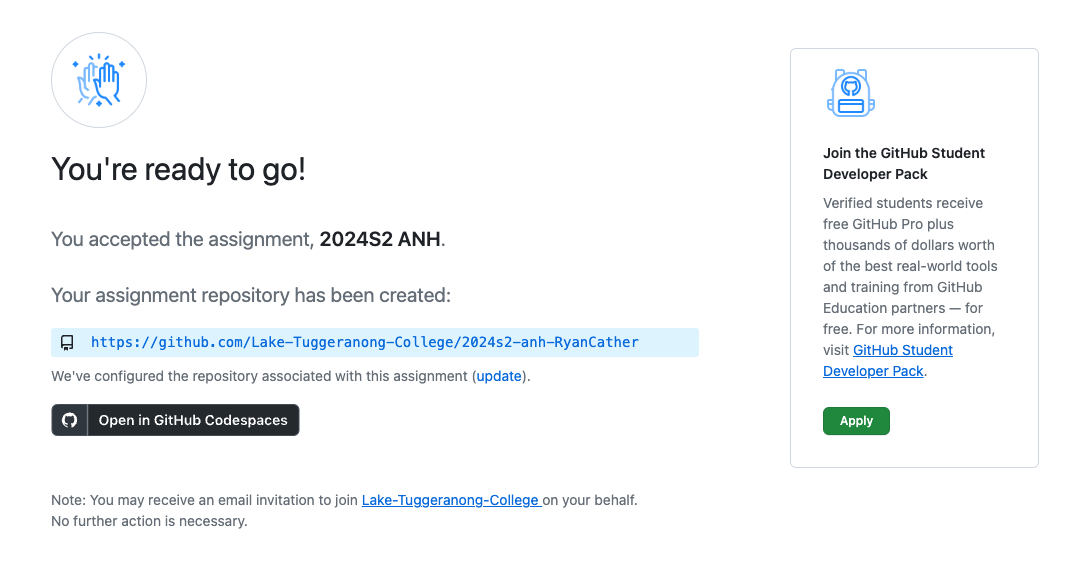 You're ready to go!
You accepted the assignment, 2024S2 ANH.
Your assignment repository has been created:
https://github.com/Lake-Tuggeranong-College/2024s2-anh-RyanCather
We've configured the repository associated with this assignment (update).
Open in GitHub Codespaces
Note: You may receive an email invitation to join Lake-Tuggeranong-College on your behalf.
No further action is necessary.
Join the GitHub Student
Developer Pack
Verified students receive
free GitHub Pro plus
thousands of dollars worth
of the best real-world tools
and training from GitHub
Education partners — for
free. For more information,
visit GitHub Student
Developer Pack.
Apply